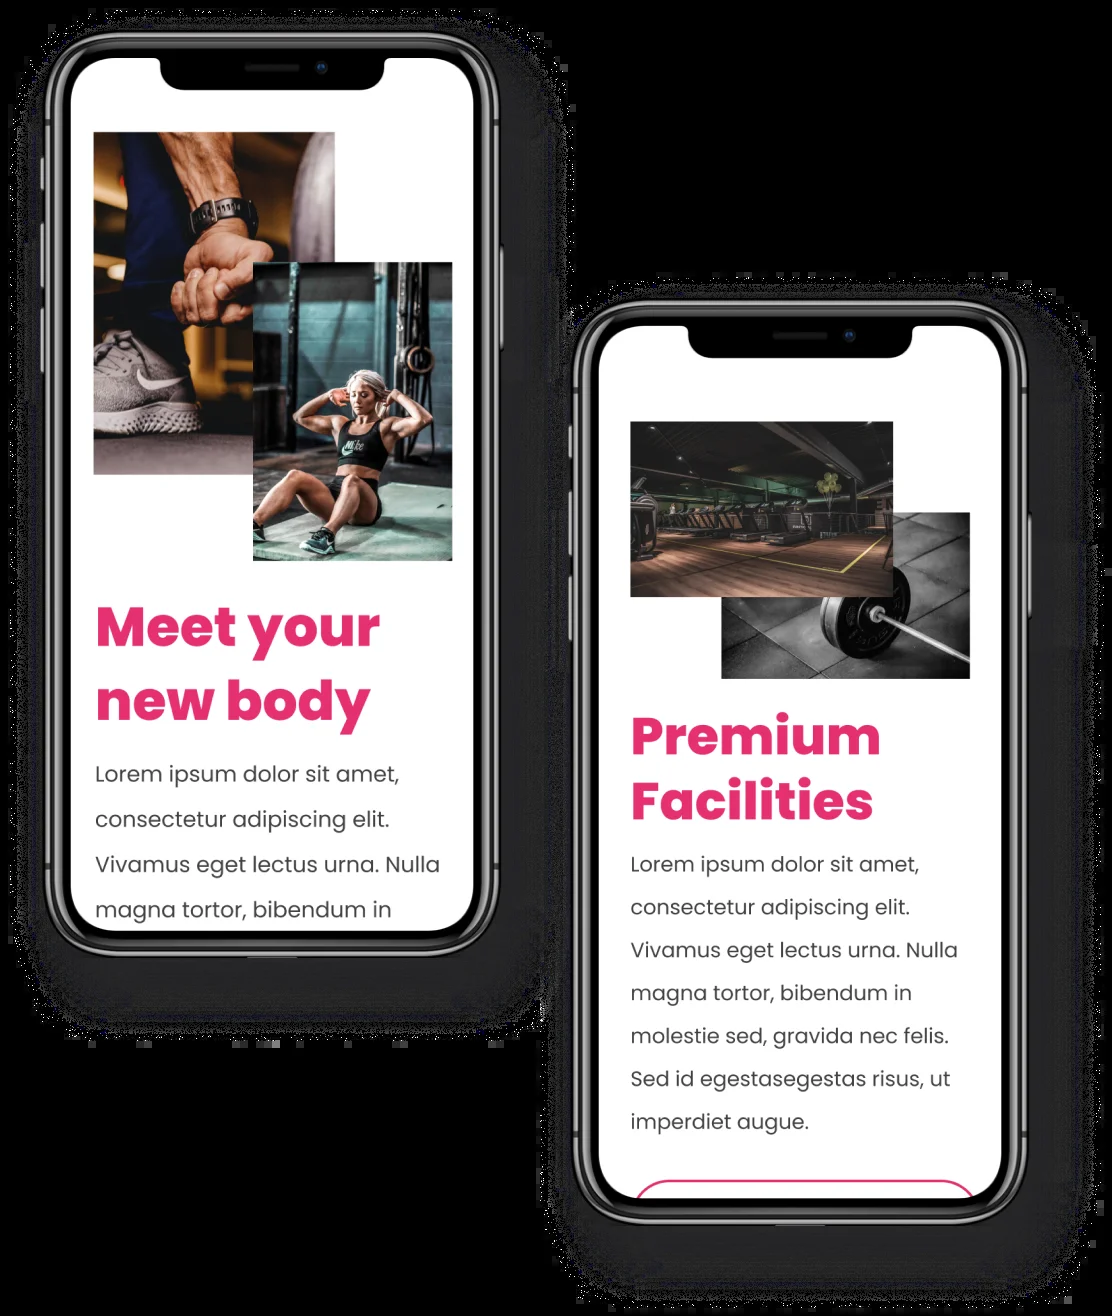 Meet your
new body
Lorem ipsum dolor sit amet,
consectetur adipiscing elit.
Vivamus eget lectus urna. Nulla
magna tortor, bibendum in
Premium
Facilities
Lorem ipsum dolor sit amet,
consectetur adipiscing elit.
Vivamus eget lectus urna. Nulla
magna tortor, bibendum in
molestie sed, gravida nec felis.
Sed id egestasegestas risus, ut
imperdiet augue.